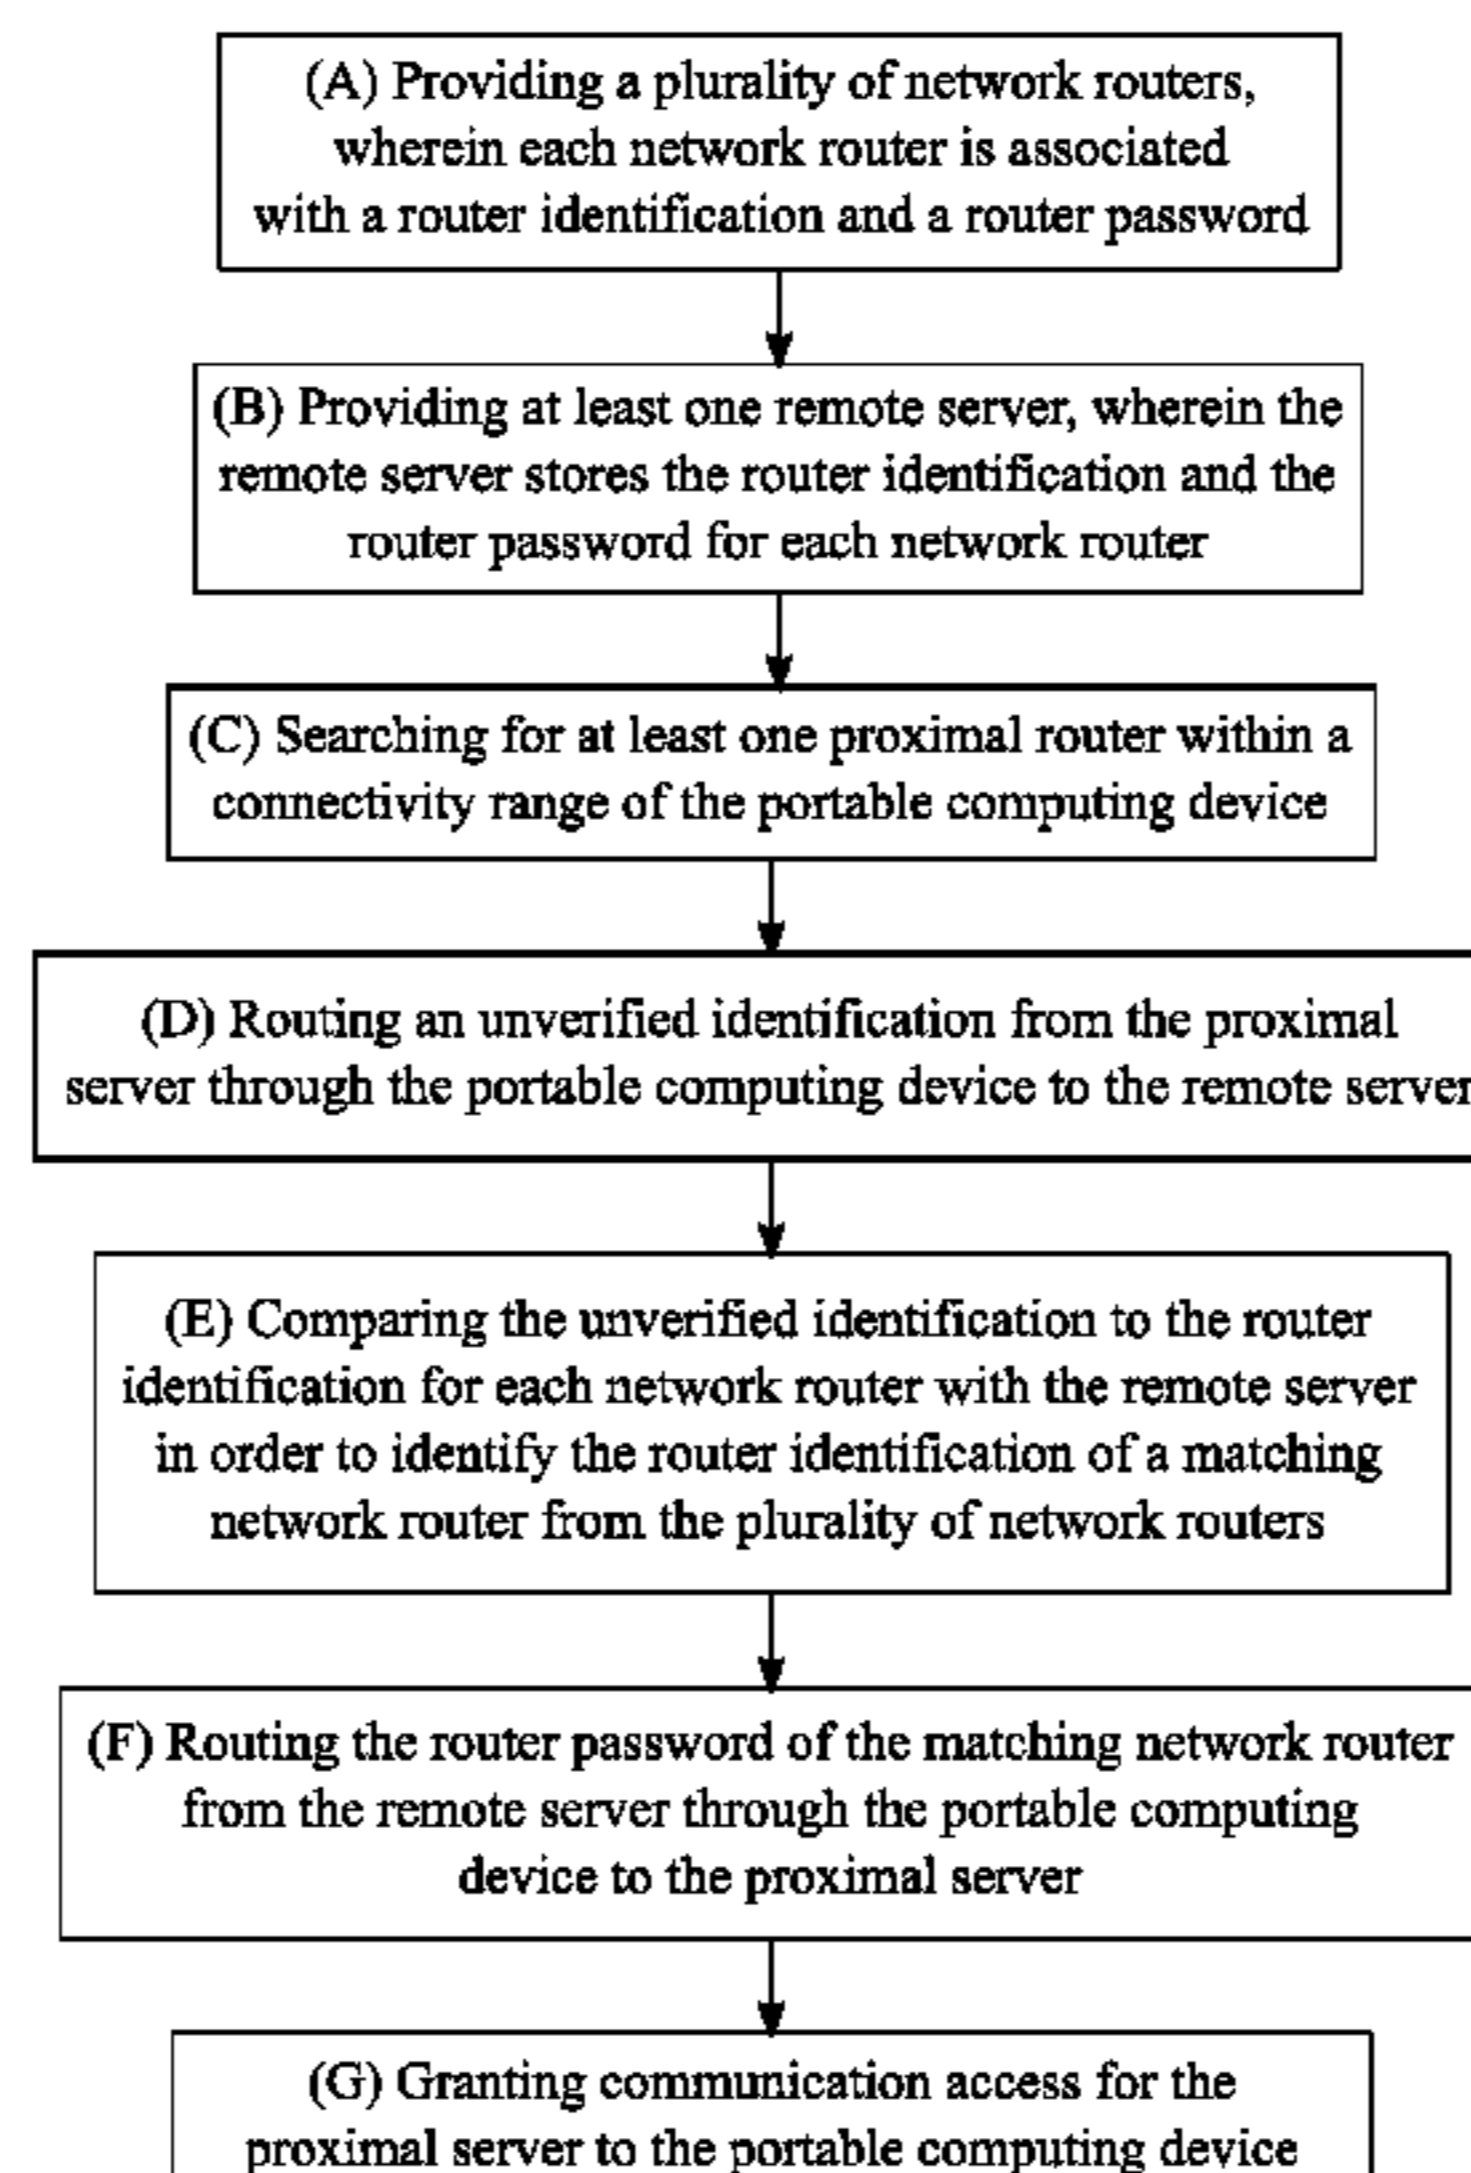 (A) Providing a plurality of network routers,
wherein each network router is associated
with a router identification and a router password
(B) Providing at least one remote server, wherein the
remote server stores the router identification and the
router password for each network router
(C) Searching for at least one proximal router within a
connectivity range of the portable computing device
(D) Routing an unverified identification from the proximal
server through the portable computing device to the remote server
(E) Comparing the unverified identification to the router
identification for each network router with the remote server
in order to identify the router identification of a matching
network router from the plurality of network routers
(F) Routing the router password of the matching network router
from the remote server through the portable computing
device to the proximal server
(G) Granting communication access for the
proximal server to the portable computing device